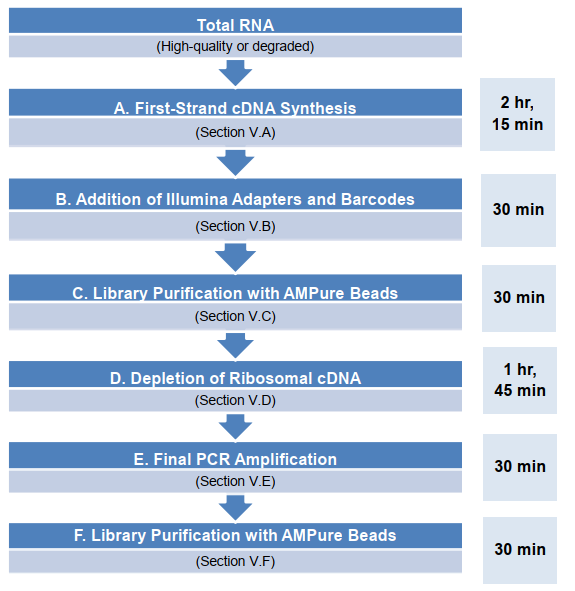 Total RNA
(High-quality or degraded)
A. First-Strand cDNA Synthesis
(Section V.A)
2 hr,
15 min
B. Addition of Illumina Adapters and Barcodes
(Section V.B)
30 min
C. Library Purification with AMPure Beads
(Section V.C)
30 min
D. Depletion of Ribosomal cDNA
(Section V.D)
1 hr,
45 min
E. Final PCR Amplification
(Section V.E)
30 min
F. Library Purification with AMPure Beads
(Section V.F)
30 min